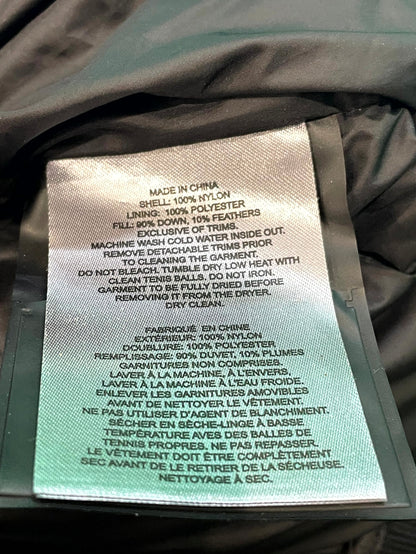 MADE IN CHINA
SHELL: 100% NYLON
LINING: 100% POLYESTER
FILL: 90% DOWN, 10% FEATHERS
EXCLUSIVE OF TRIMS.
MACHINE WASH COLD WATER INSIDE OUT.
REMOVE DETACHABLE TRIMS PRIOR
TO CLEANING THE GARMENT.
DO NOT BLEACH. TUMBLE DRY LOW HEAT WITH
CLEAN TENIS BALLS. DO NOT IRON.
GARMENT TO BE FULLY DRIED BEFORE
REMOVING IT FROM THE DRYER.
DRY CLEAN.
FABRIQUÉ EN CHINE
EXTÉRIEUR: 100% NYLON
DOUBLURE: 100% POLYESTER
REMPLISSAGE: 90% DUVET, 10% PLUMES
GARNITURES NON COMPRISES.
LAVER À LA MACHINE, À L'ENVERS,
LAVER À LA MACHINE À L'EAU FROIDE.
ENLEVER LES GARNITURES AMOVIBLES
AVANT DE NETTOYER LE VÊTEMENT.
NE PAS UTILISER D'AGENT DE BLANCHIMENT.
SÉCHER EN SÈCHE-LINGE À BASSE
TEMPÉRATURE AVES DES BALLES DE
TENNIS PROPRES. NE PAS REPASSER.
LE VÊTEMENT DOIT ÊTRE COMPLÈTEMENT
SEC AVANT DE LE RETIRER DE LA SÉCHEUSE.
NETTOYAGE À SEC.